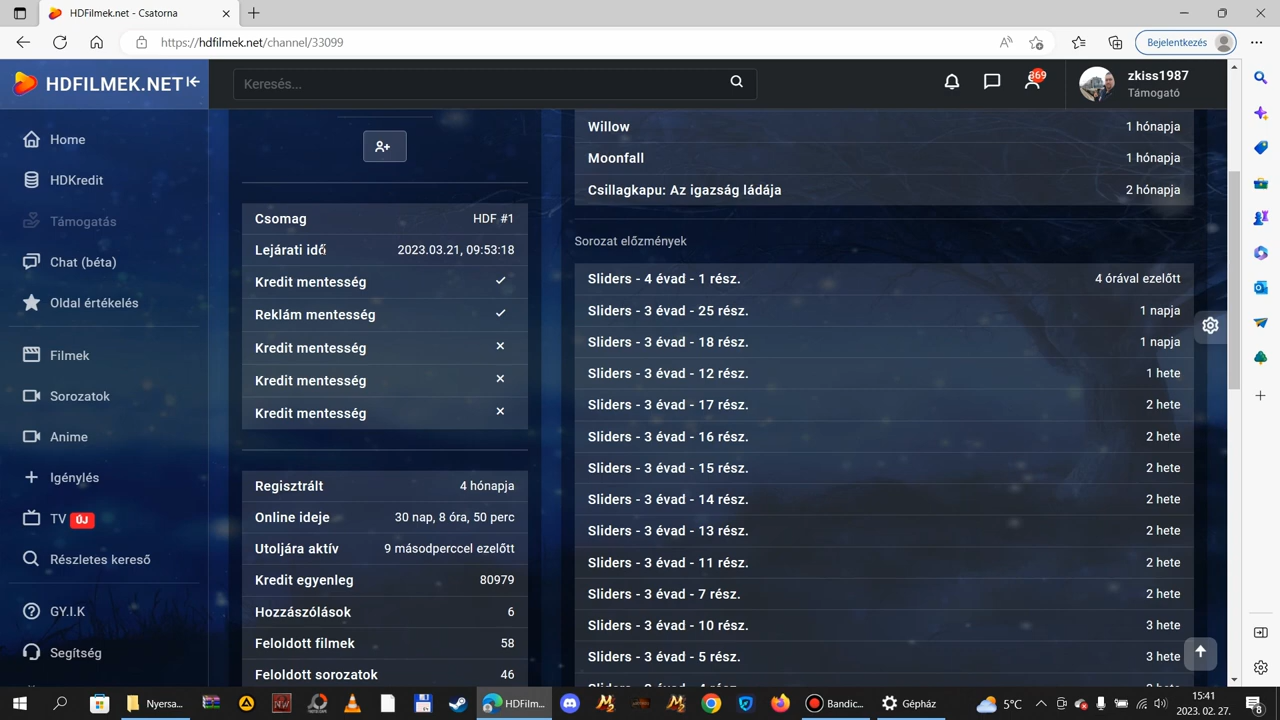 HDFilmek.net - Csatorna
https://hdfilmek.net/channel/33099
Bejelentkezés
HDFILMEK.NET
Keresés...
369
zkiss1987
Támogató
Home
HDKredit
Támogatás
Chat (béta)
Oldal értékelés
Filmek
Sorozatok
Anime
Igénylés
TV ÚJ
Részletes kereső
GY.I.K
Segítség
Csomag HDF #1
Lejárati idő 2023.03.21, 09:53:18
Kredit mentesség
Reklám mentesség
Kredit mentesség
Kredit mentesség
Kredit mentesség
Regisztrált 4 hónapja
Online ideje 30 nap, 8 óra, 50 perc
Utoljára aktív 9 másodperccel ezelőtt
Kredit egyenleg 80979
Hozzászólások 6
Feloldott filmek 58
Feloldott sorozatok 46
Willow 1 hónapja
Moonfall 1 hónapja
Csillagkapu: Az igazság ládája 2 hónapja
Sorozat előzmények
Sliders - 4 évad - 1 rész. 4 órával ezelőtt
Sliders - 3 évad - 25 rész. 1 napja
Sliders - 3 évad - 18 rész. 1 napja
Sliders - 3 évad - 12 rész. 1 hete
Sliders - 3 évad - 17 rész. 2 hete
Sliders - 3 évad - 16 rész. 2 hete
Sliders - 3 évad - 15 rész. 2 hete
Sliders - 3 évad - 14 rész. 2 hete
Sliders - 3 évad - 13 rész. 2 hete
Sliders - 3 évad - 11 rész. 2 hete
Sliders - 3 évad - 7 rész. 2 hete
Sliders - 3 évad - 10 rész. 3 hete
Sliders - 3 évad - 5 rész. 3 hete
Nyersa...
HDFilm...
Bandic...
Gépház
5°C
15:41
2023. 02. 27.
8